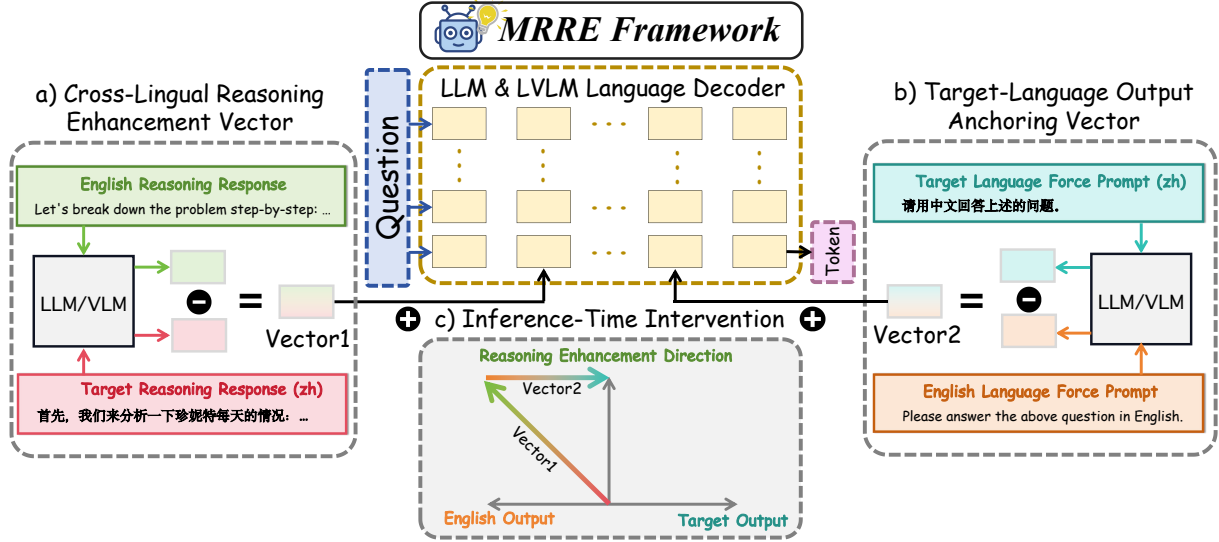 MRRE Framework
a) Cross-Lingual Reasoning
Enhancement Vector
English Reasoning Response
Let's break down the problem step-by-step: ...
LLM/VLM
=
Vector1
Target Reasoning Response (zh)
首先，我们来分析一下珍妮特每天的情况：...
Question
LLM & LVLM Language Decoder
Token
b) Target-Language Output
Anchoring Vector
Target Language Force Prompt (zh)
请用中文回答上述的问题.
LLM/VLM
=
Vector2
English Language Force Prompt
Please answer the above question in English.
c) Inference-Time Intervention
Reasoning Enhancement Direction
Vector2
Vector1
English Output
Target Output